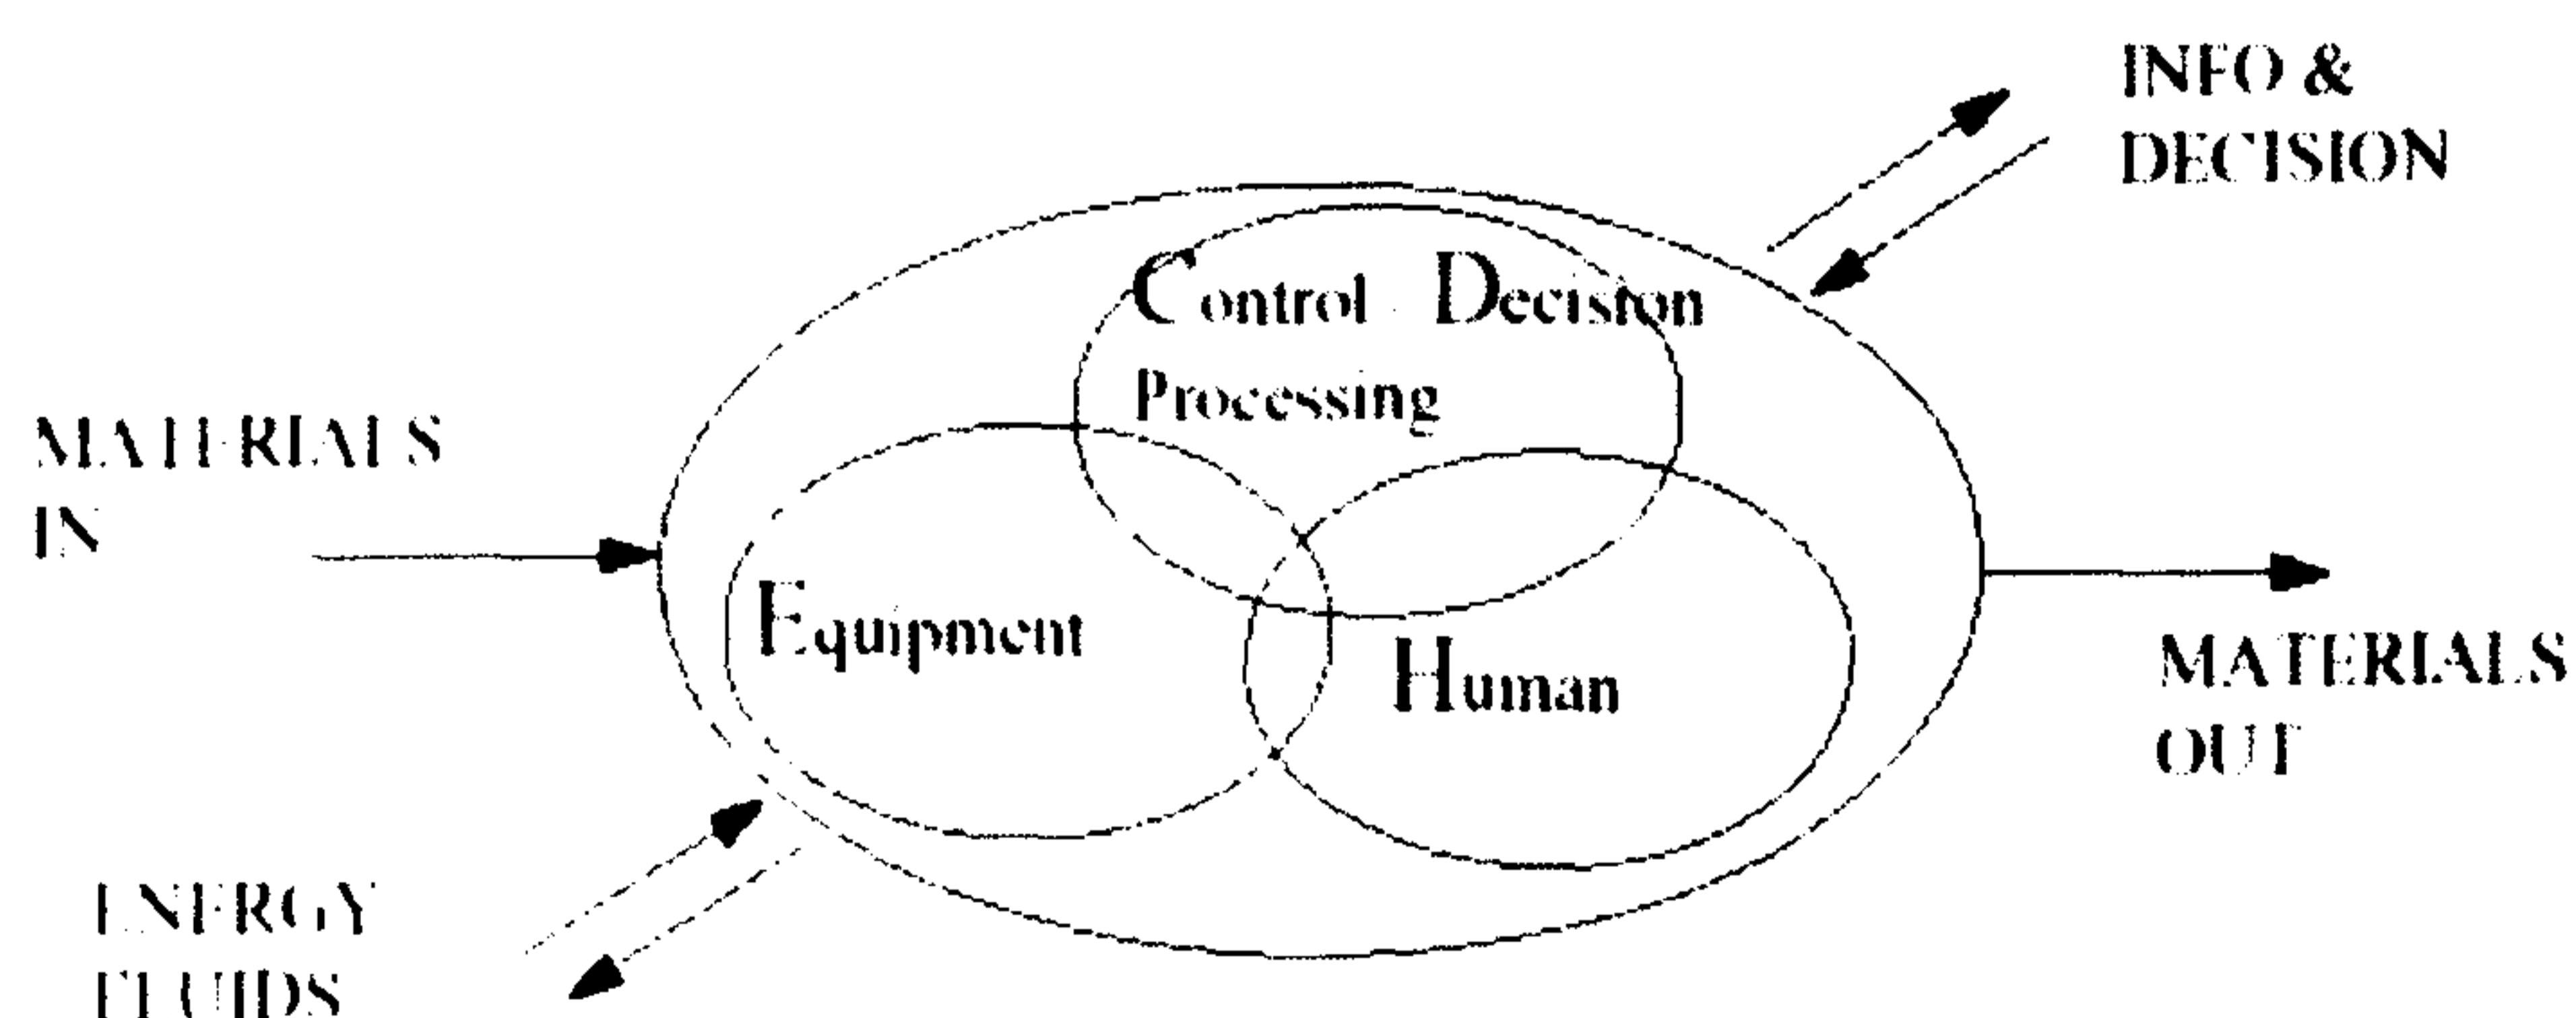 INFO &
DECISION
Control Decision
Processing
MATERIALS
IN
Equipment
Human
MATERIALS
OUT
ENERGY
FLUIDS